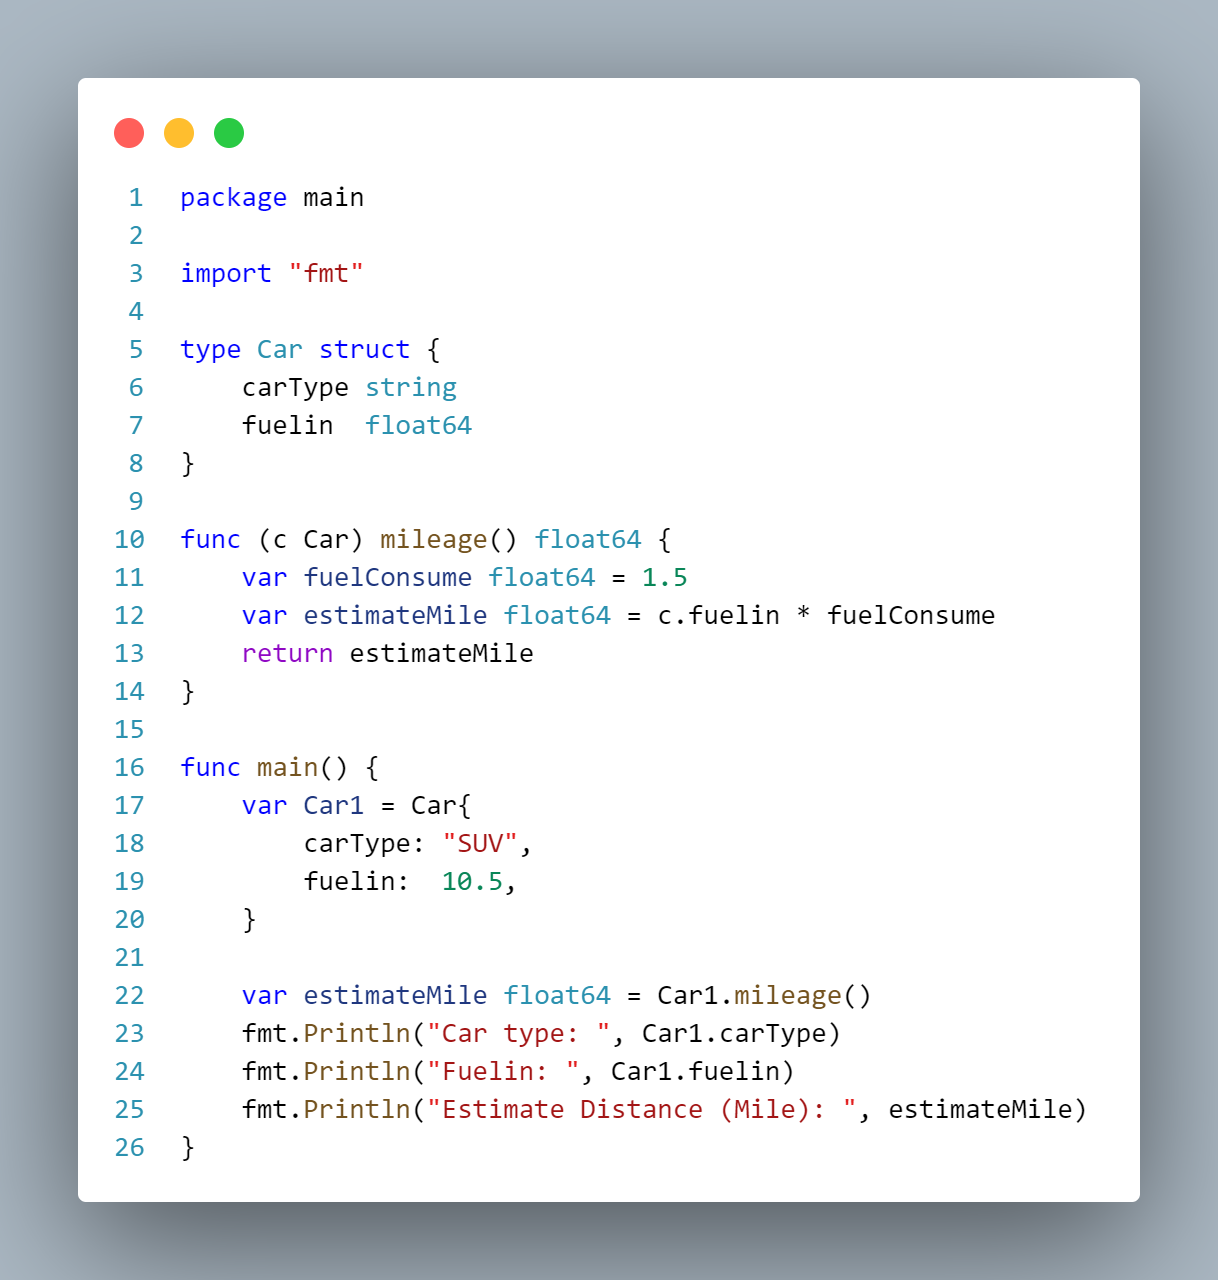 1 package main
2
3 import "fmt"
4
5 type Car struct {
6     carType string
7     fuelin  float64
8 }
9
10 func (c Car) mileage() float64 {
11     var fuelConsume float64 = 1.5
12     var estimateMile float64 = c.fuelin * fuelConsume
13     return estimateMile
14 }
15
16 func main() {
17     var Car1 = Car{
18         carType: "SUV",
19         fuelin:  10.5,
20     }
21
22     var estimateMile float64 = Car1.mileage()
23     fmt.Println("Car type: ", Car1.carType)
24     fmt.Println("Fuelin: ", Car1.fuelin)
25     fmt.Println("Estimate Distance (Mile): ", estimateMile)
26 }